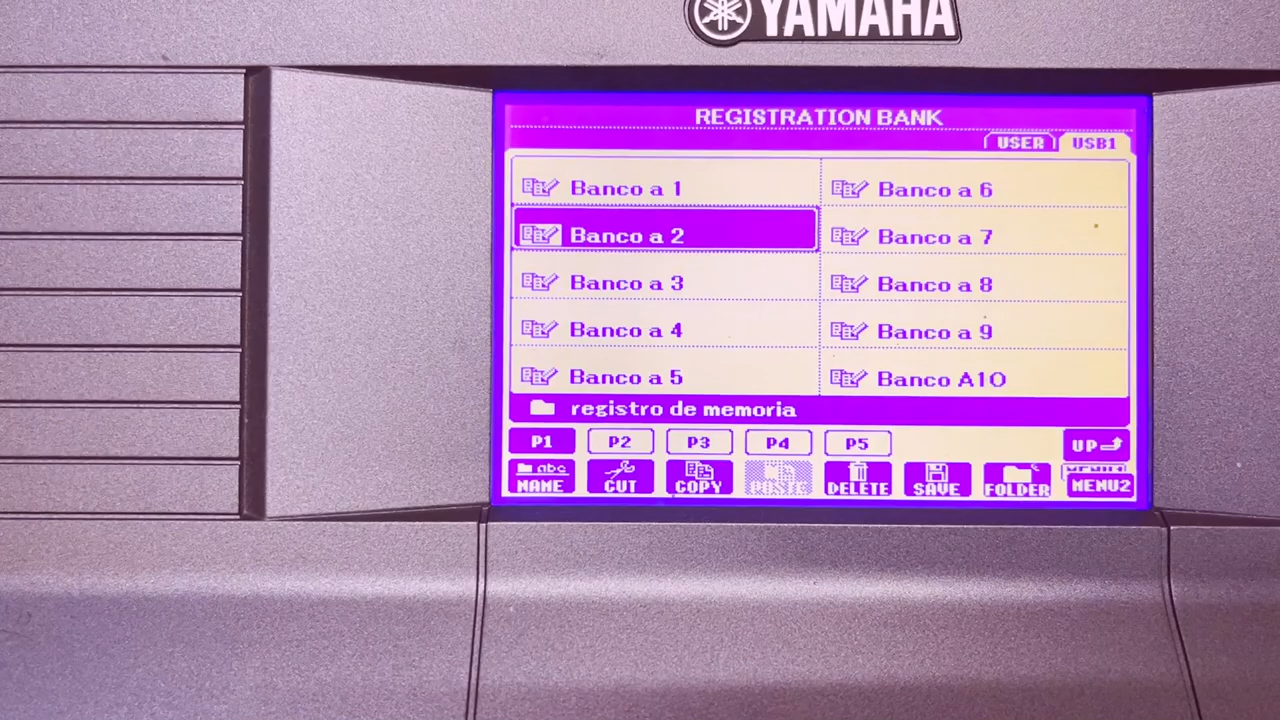 YAMAHA
REGISTRATION BANK
USER USB1
Banco a 1
Banco a 2
Banco a 3
Banco a 4
Banco a 5
Banco a 6
Banco a 7
Banco a 8
Banco a 9
Banco A10
registro de memoria
P1 P2 P3 P4 P5 UP
abc
NAME CUT COPY PASTE DELETE SAVE FOLDER MENU2